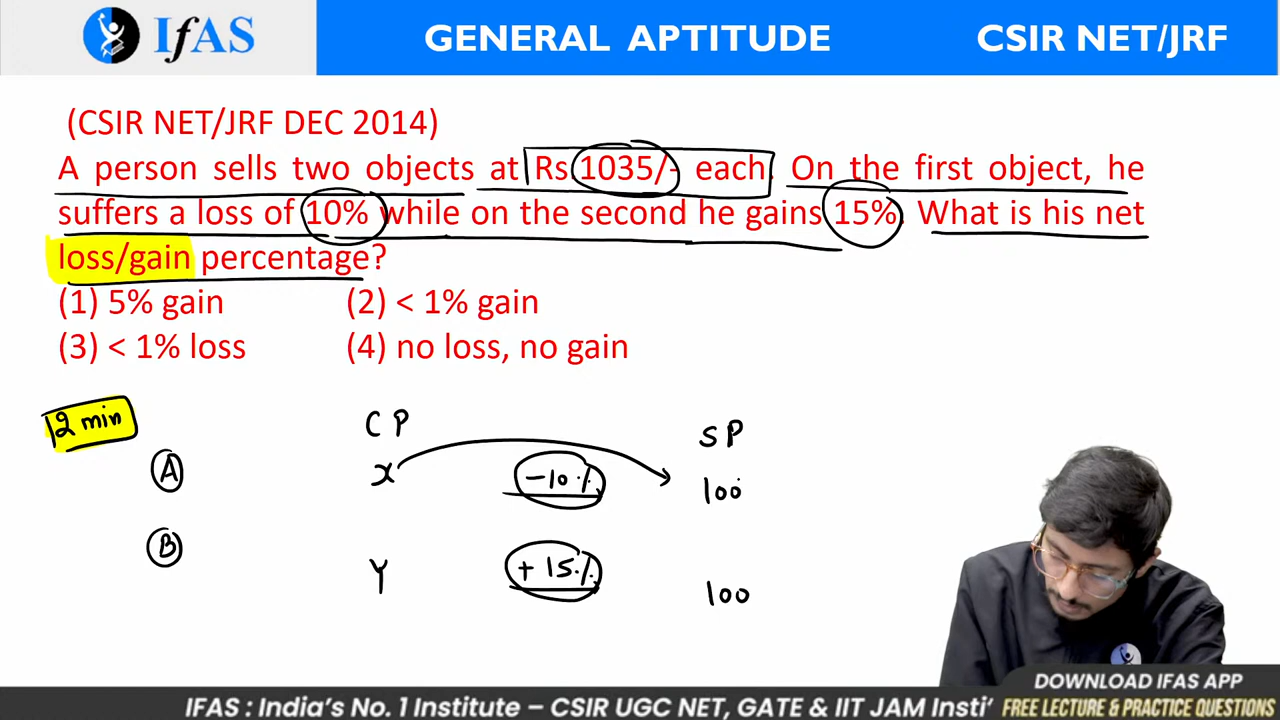 IfAS
GENERAL APTITUDE
CSIR NET/JRF
(CSIR NET/JRF DEC 2014)
A person sells two objects at Rs 1035/- each. On the first object, he
suffers a loss of 10% while on the second he gains 15%. What is his net
loss/gain percentage?
(1) 5% gain (2) < 1% gain
(3) < 1% loss (4) no loss, no gain
2 min
CP
SP
A x -10% 100
B Y +15% 100
DOWNLOAD IFAS APP
IFAS : India's No. 1 Institute – CSIR UGC NET, GATE & IIT JAM Insti'
FREE LECTURE & PRACTICE QUESTIONS